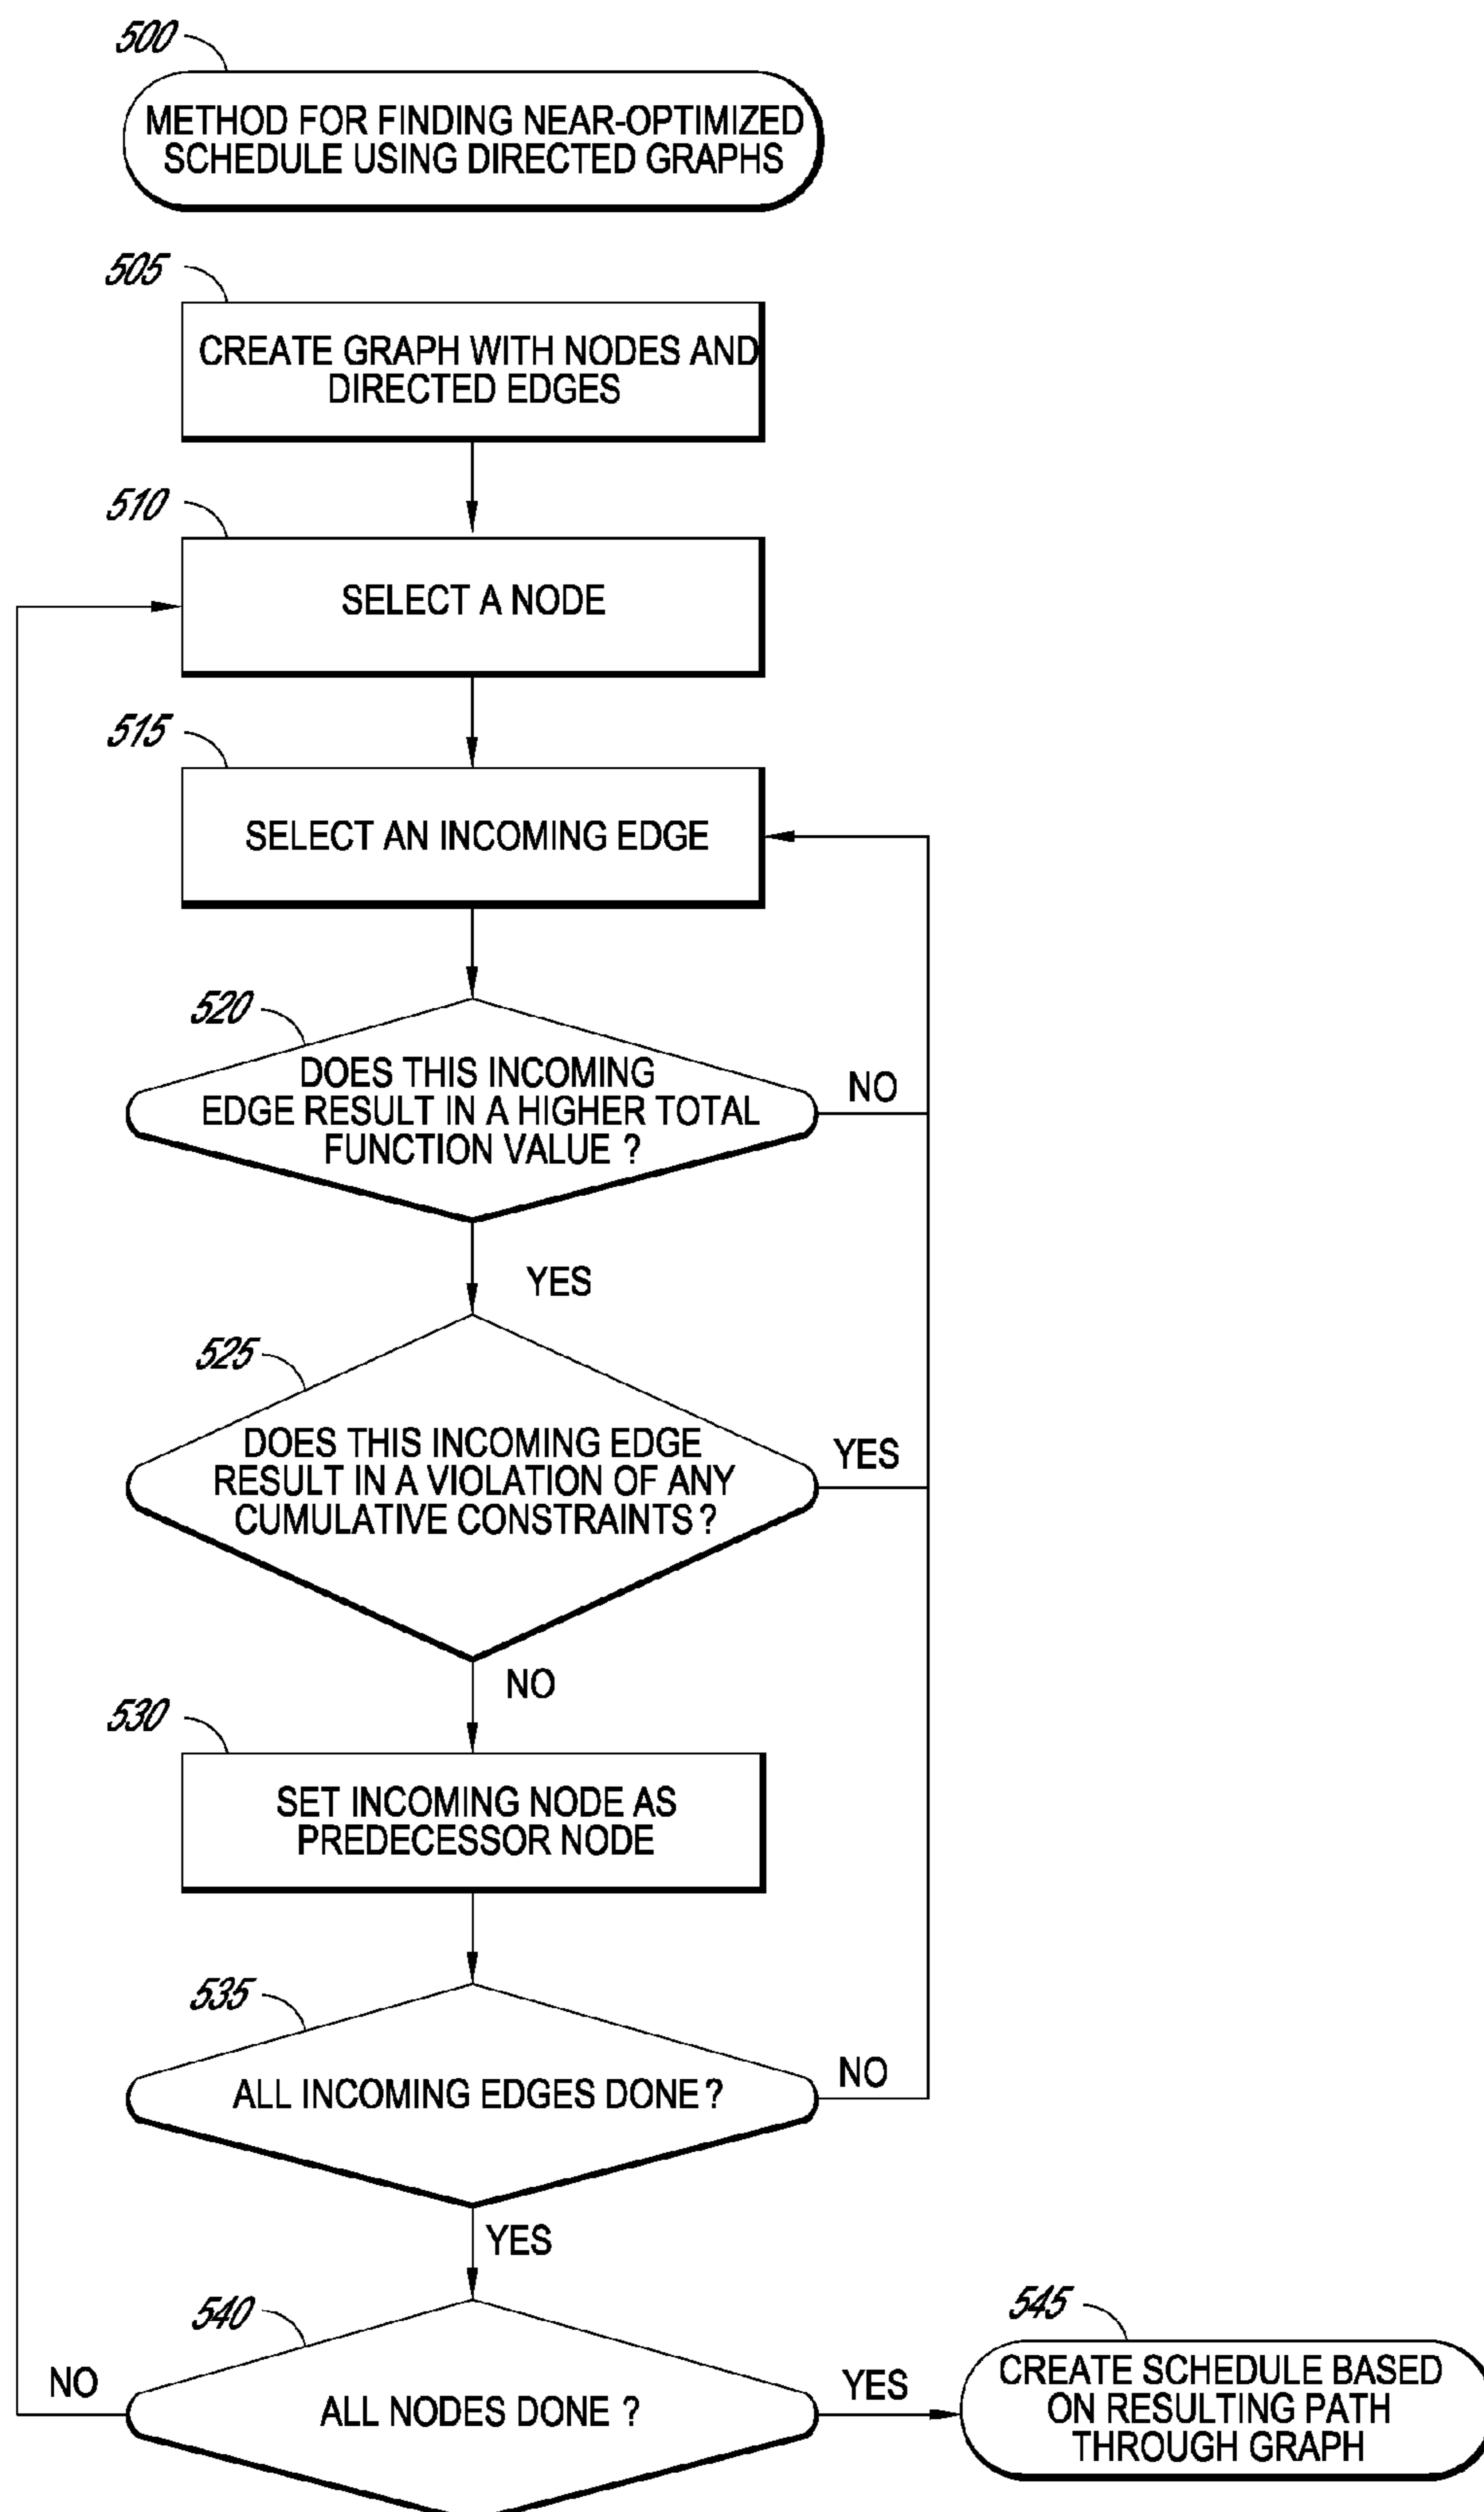 500
METHOD FOR FINDING NEAR-OPTIMIZED
SCHEDULE USING DIRECTED GRAPHS
505
CREATE GRAPH WITH NODES AND
DIRECTED EDGES
510
SELECT A NODE
515
SELECT AN INCOMING EDGE
520
DOES THIS INCOMING
EDGE RESULT IN A HIGHER TOTAL
FUNCTION VALUE ?
NO
YES
525
DOES THIS INCOMING EDGE
RESULT IN A VIOLATION OF ANY
CUMULATIVE CONSTRAINTS ?
YES
NO
530
SET INCOMING NODE AS
PREDECESSOR NODE
535
ALL INCOMING EDGES DONE ?
NO
YES
540
NO
ALL NODES DONE ?
YES
545
CREATE SCHEDULE BASED
ON RESULTING PATH
THROUGH GRAPH